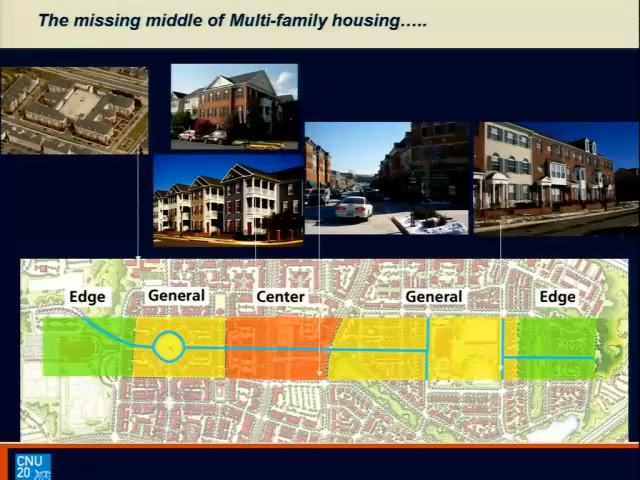 The missing middle of Multi-family housing…..
Edge
General
Center
General
Edge
CNU
20